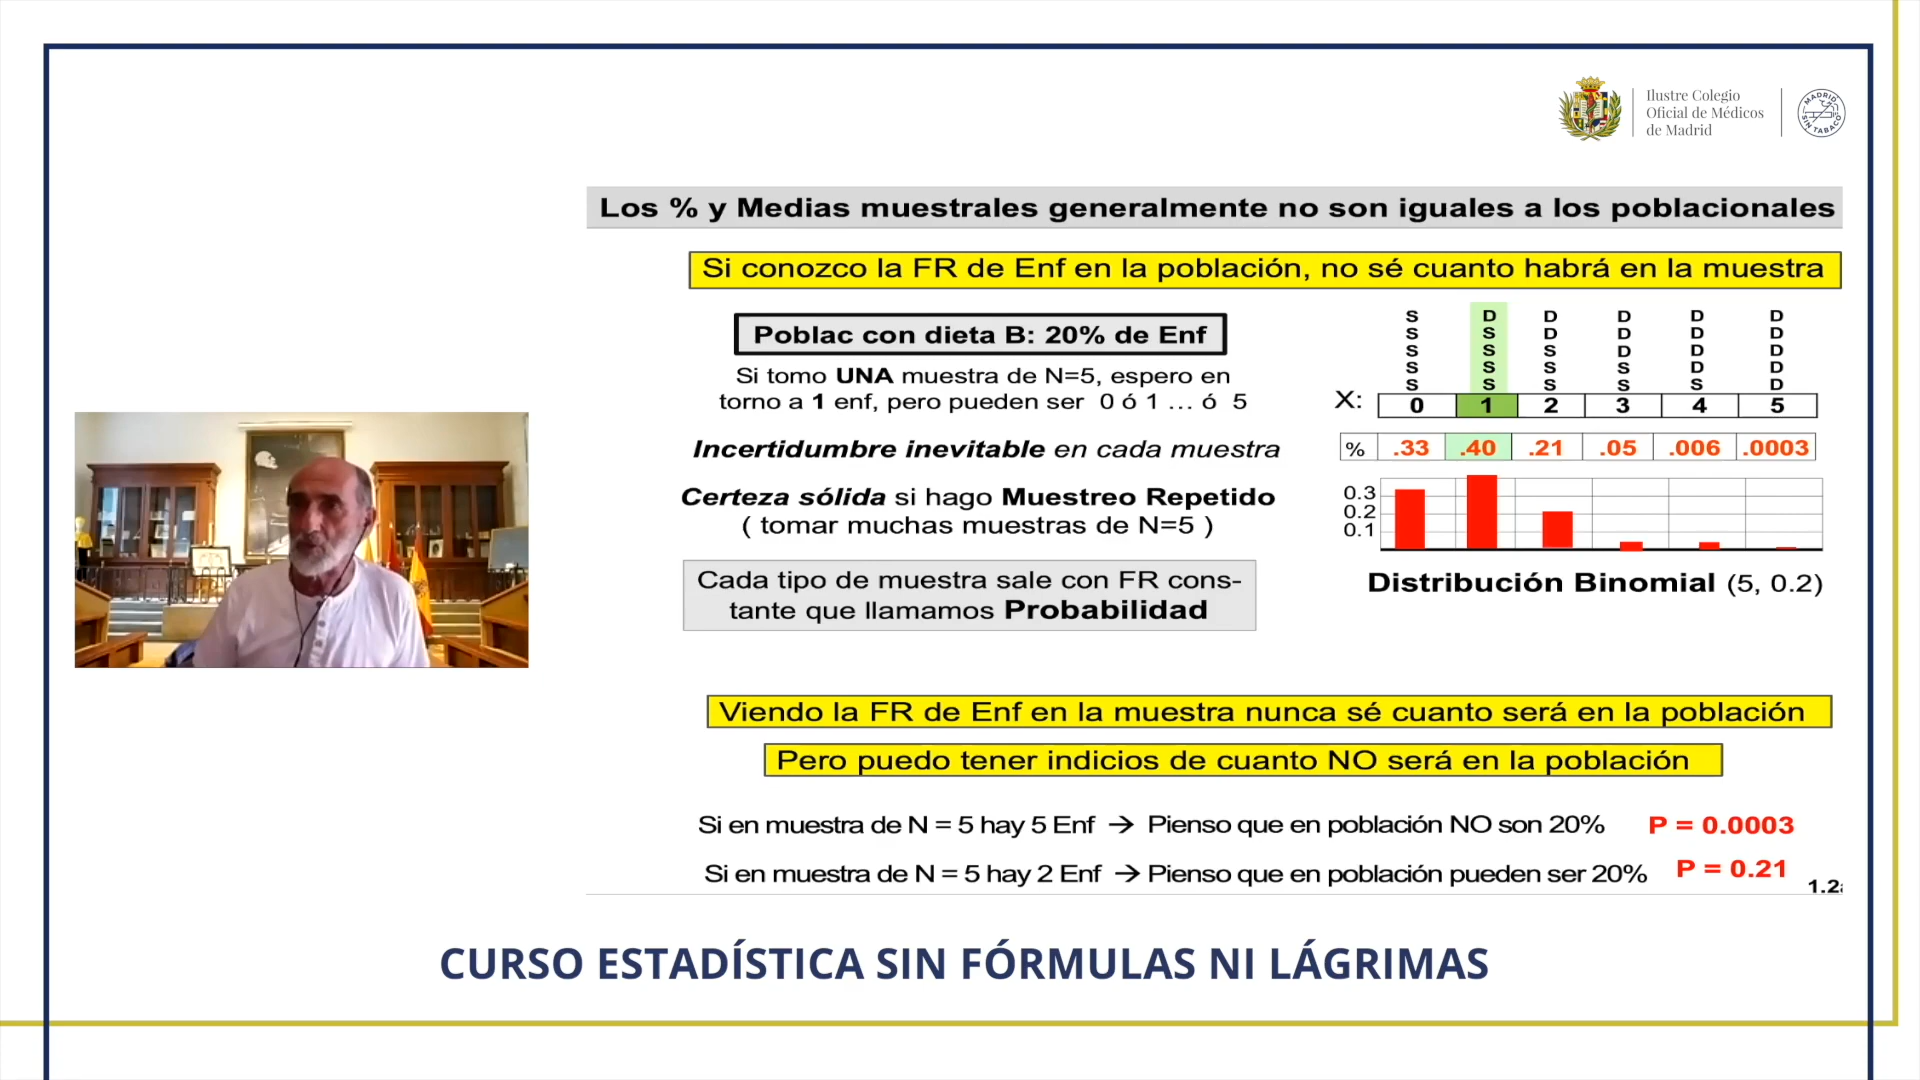 Ilustre Colegio
Oficial de Médicos
de Madrid
MADRID
SIN TABACO
Los % y Medias muestrales generalmente no son iguales a los poblacionales
Si conozco la FR de Enf en la población, no sé cuanto habrá en la muestra
Poblac con dieta B: 20% de Enf
Si tomo UNA muestra de N=5, espero en
torno a 1 enf, pero pueden ser 0 ó 1 ... ó 5
Incertidumbre inevitable en cada muestra
Certeza sólida si hago Muestreo Repetido
( tomar muchas muestras de N=5 )
Cada tipo de muestra sale con FR cons-
tante que llamamos Probabilidad
S D D D D D
S S D D D D
S S S D D D
S S S S D D
S S S S S D
X: 0 1 2 3 4 5
% .33 .40 .21 .05 .006 .0003
0.3
0.2
0.1
Distribución Binomial (5, 0.2)
Viendo la FR de Enf en la muestra nunca sé cuanto será en la población
Pero puedo tener indicios de cuanto NO será en la población
Si en muestra de N = 5 hay 5 Enf → Pienso que en población NO son 20% P = 0.0003
Si en muestra de N = 5 hay 2 Enf → Pienso que en población pueden ser 20% P = 0.21
CURSO ESTADÍSTICA SIN FÓRMULAS NI LÁGRIMAS